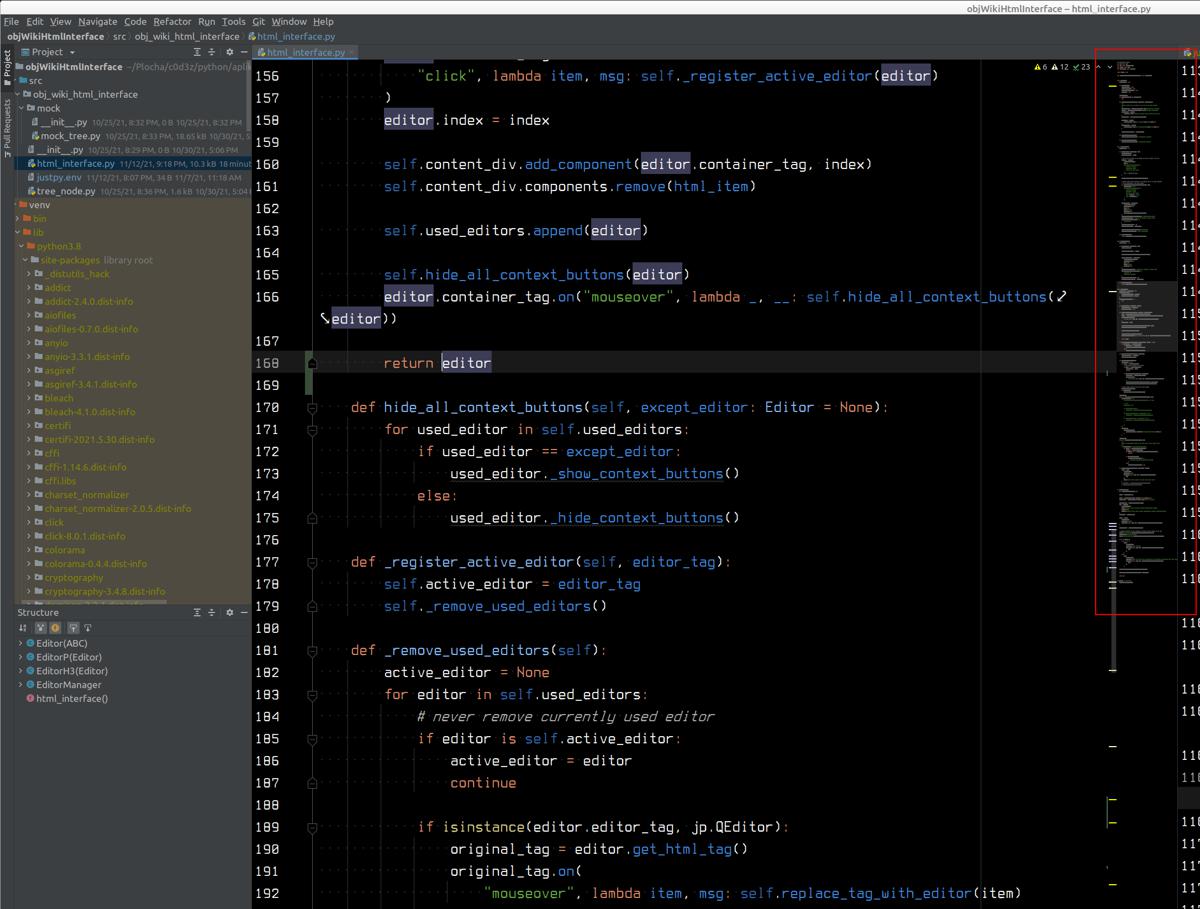 objWikiHtmlInterface – html_interface.py
File Edit View Navigate Code Refactor Run Tools Git Window Help
objWikiHtmlInterface › src › obj_wiki_html_interface › html_interface.py
Project
Pull Requests
Project
objWikiHtmlInterface ~/Plocha/c0d3z/python/aplik
src
obj_wiki_html_interface
mock
__init__.py 10/25/21, 8:32 PM, 0 B 10/25/21, 8:32 PM
mock_tree.py 10/25/21, 8:33 PM, 18.65 kB 10/30/21, 5
__init__.py 10/25/21, 8:29 PM, 0 B 10/30/21, 5:06 PM
html_interface.py 11/12/21, 9:18 PM, 10.3 kB 18 minut
justpy.env 11/12/21, 8:07 PM, 34 B 11/7/21, 11:18 AM
tree_node.py 10/25/21, 8:36 PM, 1.6 kB 10/30/21, 5:04
venv
bin
lib
python3.8
site-packages library root
_distutils_hack
addict
addict-2.4.0.dist-info
aiofiles
aiofiles-0.7.0.dist-info
anyio
anyio-3.3.1.dist-info
asgiref
asgiref-3.4.1.dist-info
bleach
bleach-4.1.0.dist-info
certifi
certifi-2021.5.30.dist-info
cffi
cffi-1.14.6.dist-info
cffi.libs
charset_normalizer
charset_normalizer-2.0.5.dist-info
click
click-8.0.1.dist-info
colorama
colorama-0.4.4.dist-info
cryptography
cryptography-3.4.8.dist-info
Structure
Editor(ABC)
EditorP(Editor)
EditorH3(Editor)
EditorManager
html_interface()
html_interface.py
6 12 23
156 "click", lambda item, msg: self._register_active_editor(editor)
157 )
158 editor.index = index
159
160 self.content_div.add_component(editor.container_tag, index)
161 self.content_div.components.remove(html_item)
162
163 self.used_editors.append(editor)
164
165 self.hide_all_context_buttons(editor)
166 editor.container_tag.on("mouseover", lambda _, __: self.hide_all_context_buttons(
editor))
167
168 return editor
169
170 def hide_all_context_buttons(self, except_editor: Editor = None):
171 for used_editor in self.used_editors:
172 if used_editor == except_editor:
173 used_editor._show_context_buttons()
174 else:
175 used_editor._hide_context_buttons()
176
177 def _register_active_editor(self, editor_tag):
178 self.active_editor = editor_tag
179 self._remove_used_editors()
180
181 def _remove_used_editors(self):
182 active_editor = None
183 for editor in self.used_editors:
184 # never remove currently used editor
185 if editor is self.active_editor:
186 active_editor = editor
187 continue
188
189 if isinstance(editor.editor_tag, jp.QEditor):
190 original_tag = editor.get_html_tag()
191 original_tag.on(
192 "mouseover", lambda item, msg: self.replace_tag_with_editor(item)